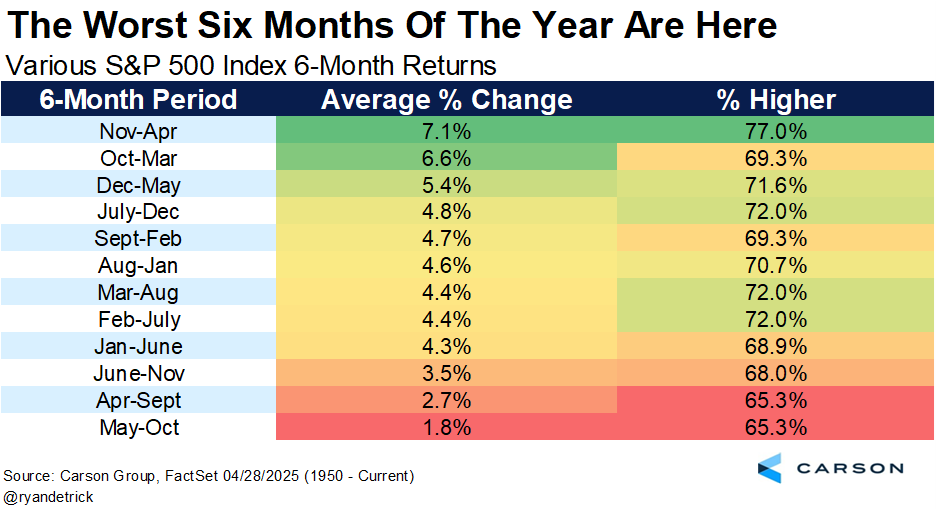 The Worst Six Months Of The Year Are Here
Various S&P 500 Index 6-Month Returns
6-Month Period Average % Change % Higher
Nov-Apr 7.1% 77.0%
Oct-Mar 6.6% 69.3%
Dec-May 5.4% 71.6%
July-Dec 4.8% 72.0%
Sept-Feb 4.7% 69.3%
Aug-Jan 4.6% 70.7%
Mar-Aug 4.4% 72.0%
Feb-July 4.4% 72.0%
Jan-June 4.3% 68.9%
June-Nov 3.5% 68.0%
Apr-Sept 2.7% 65.3%
May-Oct 1.8% 65.3%
Source: Carson Group, FactSet 04/28/2025 (1950 - Current)
@ryandetrick
CARSON